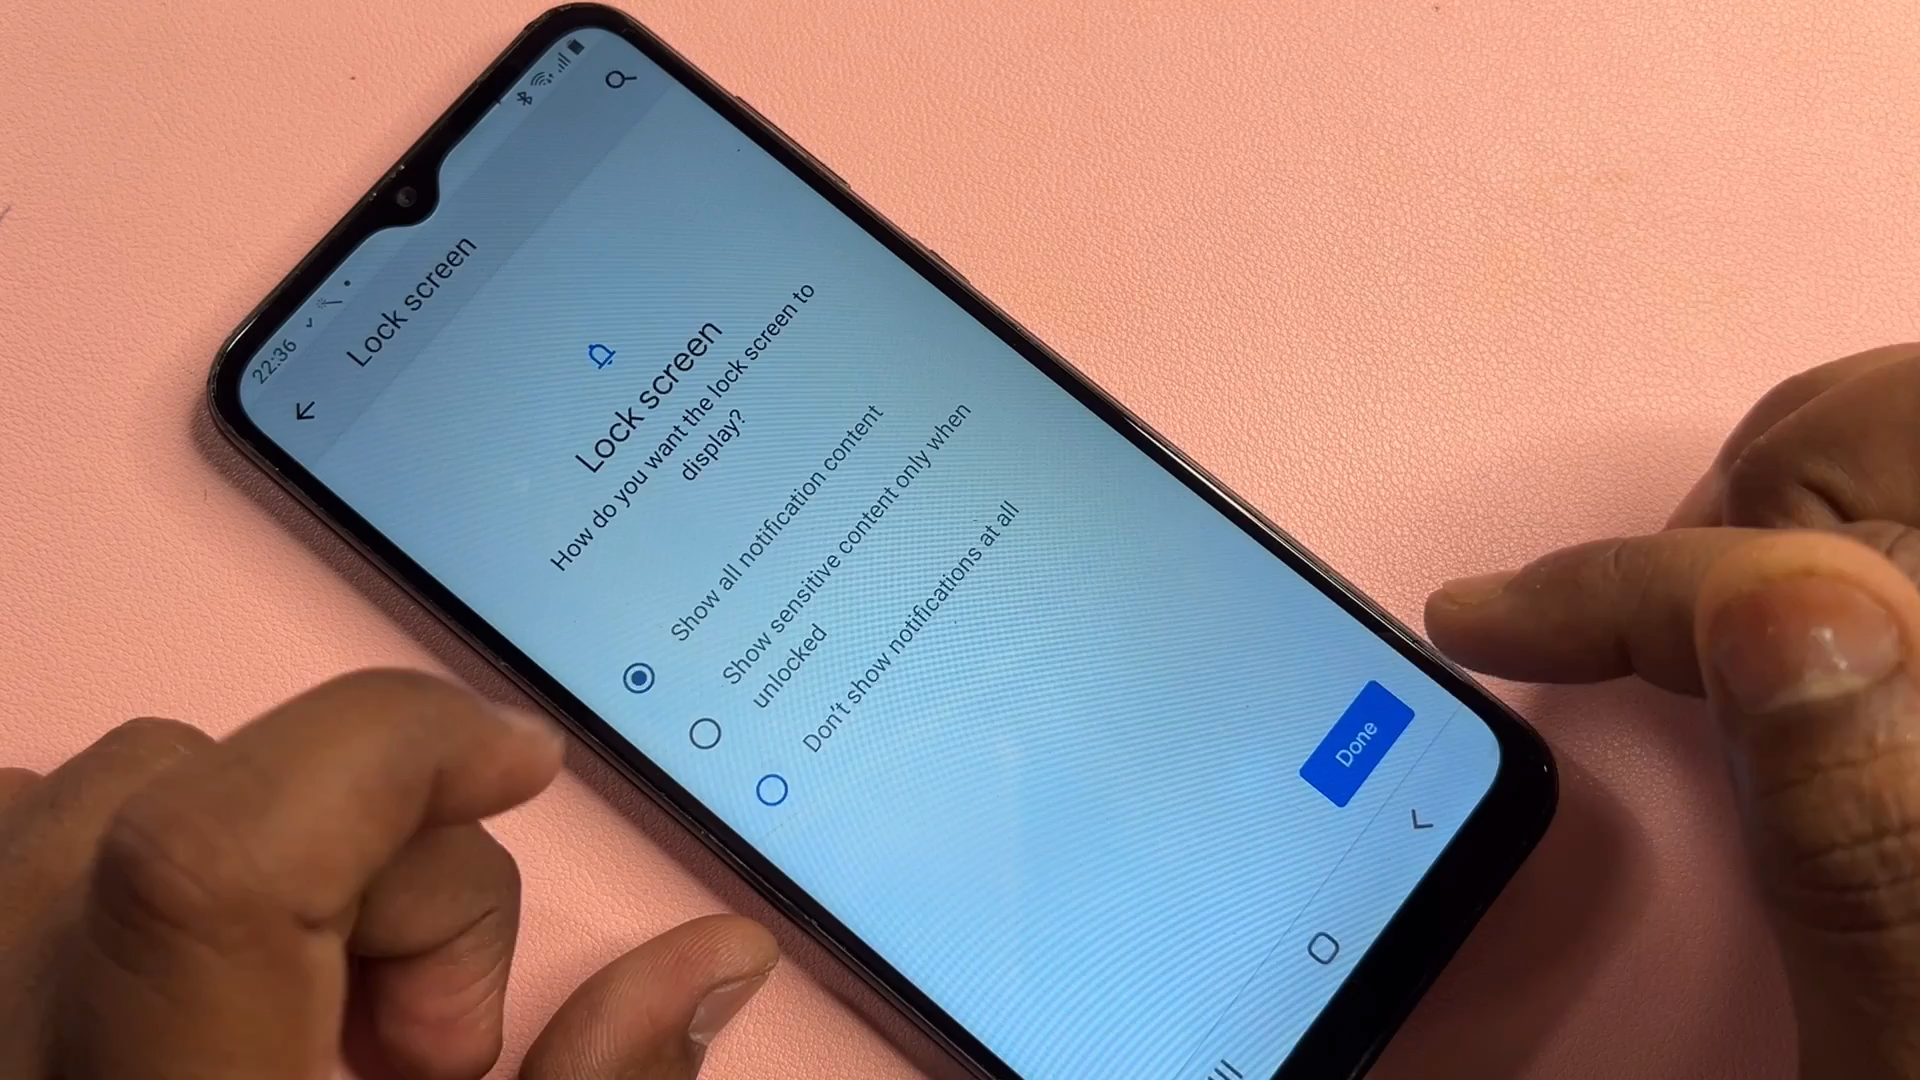 22:36
Lock screen
Lock screen
How do you want the lock screen to
display?
Show all notification content
Show sensitive content only when
unlocked
Don't show notifications at all
Done